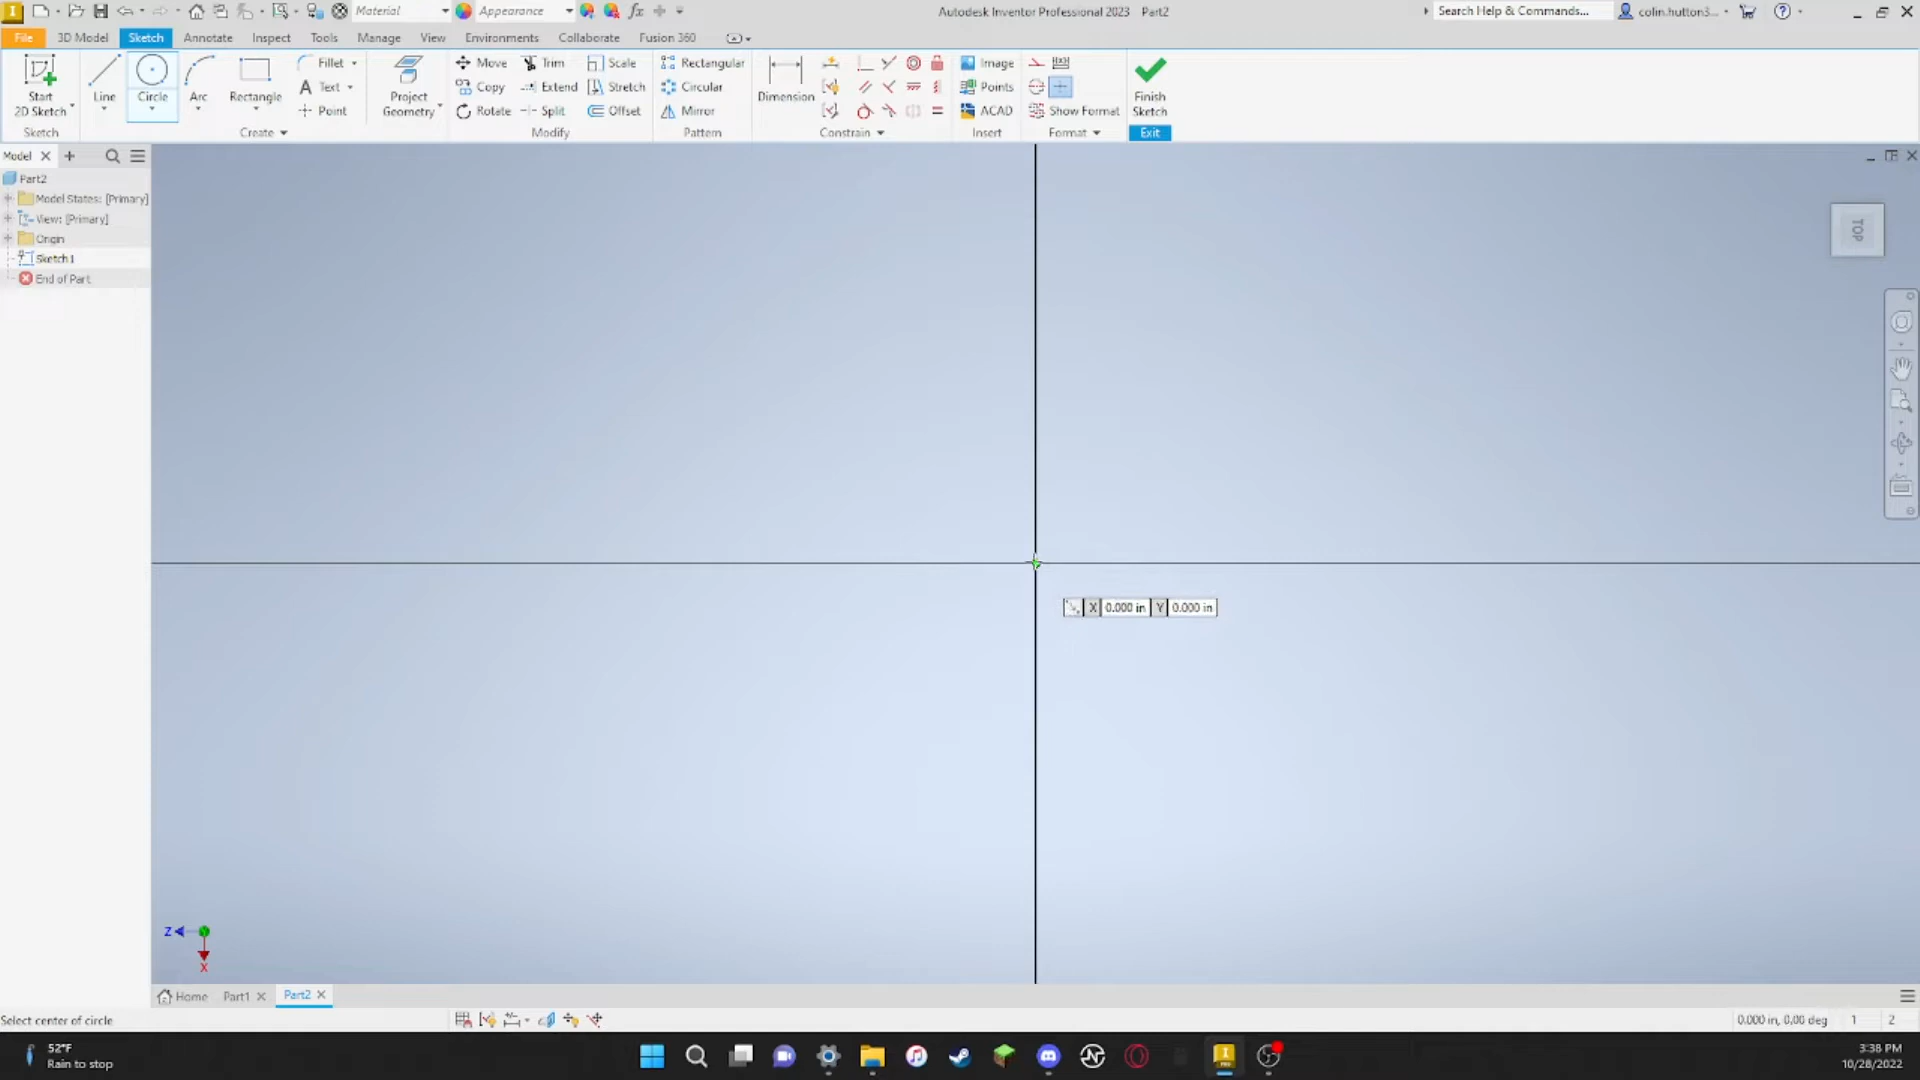 Material Appearance Autodesk Inventor Professional 2023 Part2 Search Help & Commands... colin.hutton3...
File 3D Model Sketch Annotate Inspect Tools Manage View Environments Collaborate Fusion 360
Start 2D Sketch
Line
Circle
Arc
Rectangle
Fillet
Text
Point
Project Geometry
Move Trim Scale
Copy Extend Stretch
Rotate Split Offset
Rectangular
Circular
Mirror
Dimension
Image
Points
ACAD
Show Format
Finish Sketch
Sketch Create Modify Pattern Constrain Insert Format Exit
Model
Part2
Model States: [Primary]
View: [Primary]
Origin
Sketch1
End of Part
TOP
X 0.000 in Y 0.000 in
Z
X
Home Part1 Part2
Select center of circle 0.000 in, 0.00 deg 1 2
52°F
Rain to stop
3:38 PM
10/28/2022